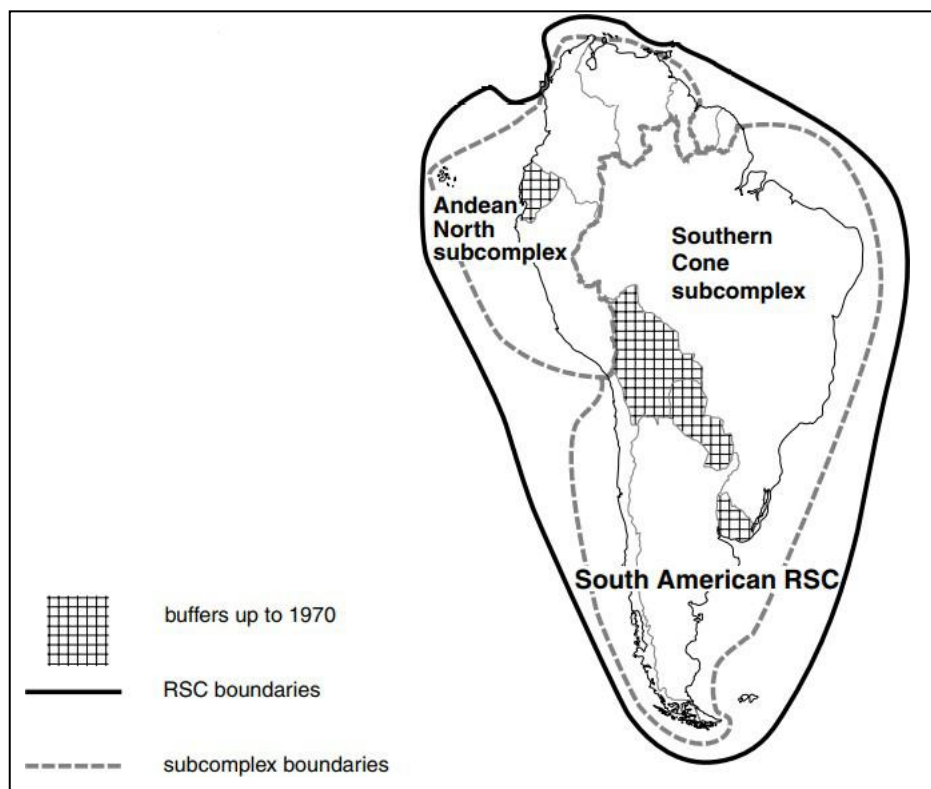 Andean
North
subcomplex
Southern
Cone
subcomplex
South American RSC
buffers up to 1970
RSC boundaries
subcomplex boundaries